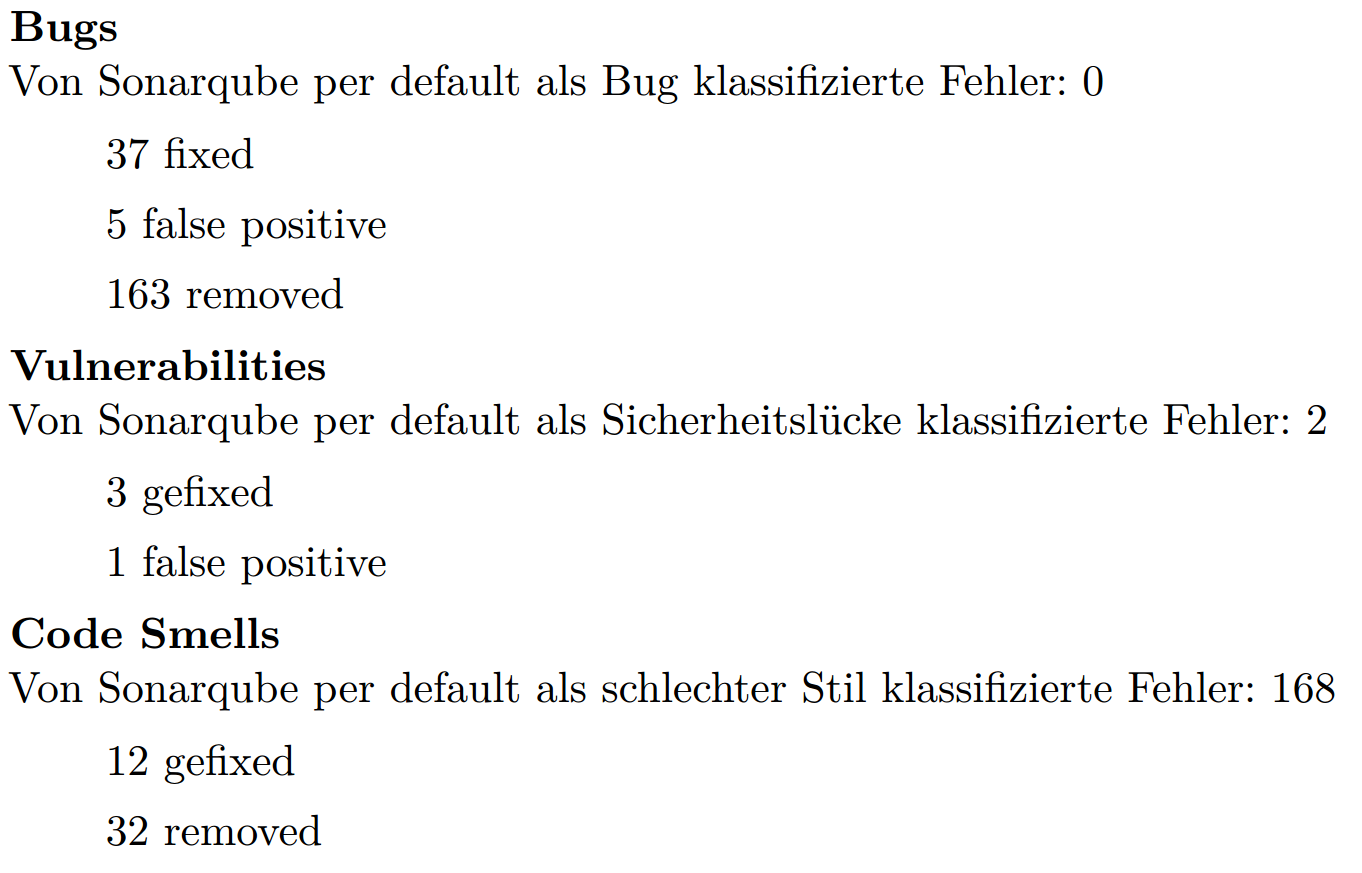 Bugs
Von Sonarqube per default als Bug klassifizierte Fehler: 0
37 fixed
5 false positive
163 removed
Vulnerabilities
Von Sonarqube per default als Sicherheitslücke klassifizierte Fehler: 2
3 gefixed
1 false positive
Code Smells
Von Sonarqube per default als schlechter Stil klassifizierte Fehler: 168
12 gefixed
32 removed